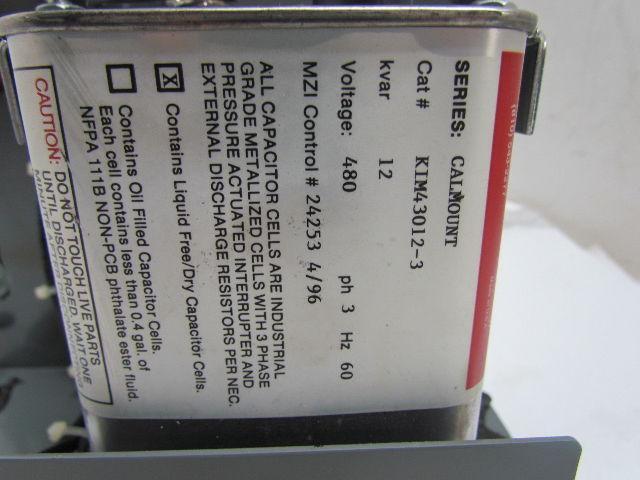 SERIES: CALMOUNT
Cat # KIM43012-3
kvar 12
Voltage: 480 ph 3 Hz 60
MZI Control # 24253 4/96
ALL CAPACITOR CELLS ARE INDUSTRIAL
GRADE METALLIZED CELLS WITH 3 PHASE
PRESSURE ACTUATED INTERRUPTER AND
EXTERNAL DISCHARGE RESISTORS PER NEC.
X Contains Liquid Free/Dry Capacitor Cells.
Contains Oil Filled Capacitor Cells.
Each cell contains less than 0.4 gal. of
NFPA 111B NON-PCB phthalate ester fluid.
CAUTION: DO NOT TOUCH LIVE PARTS
UNTIL DISCHARGED. WAIT ONE